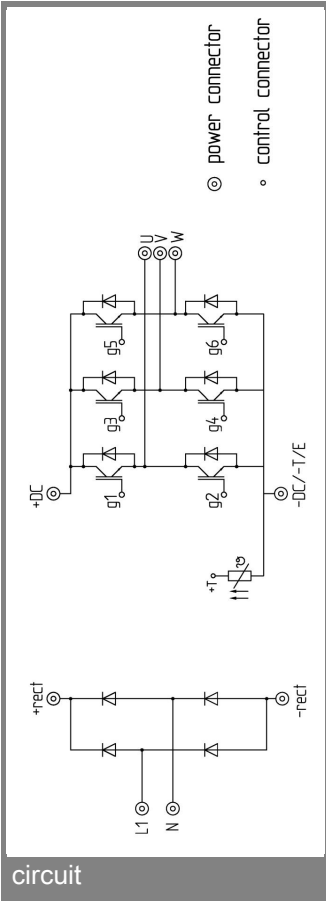 power connector
control connector
U
V
W
g5
g6
g3
g4
g1
g2
+DC
-DC/-T/E
+T
ϑ
+rect
-rect
L1
N
circuit